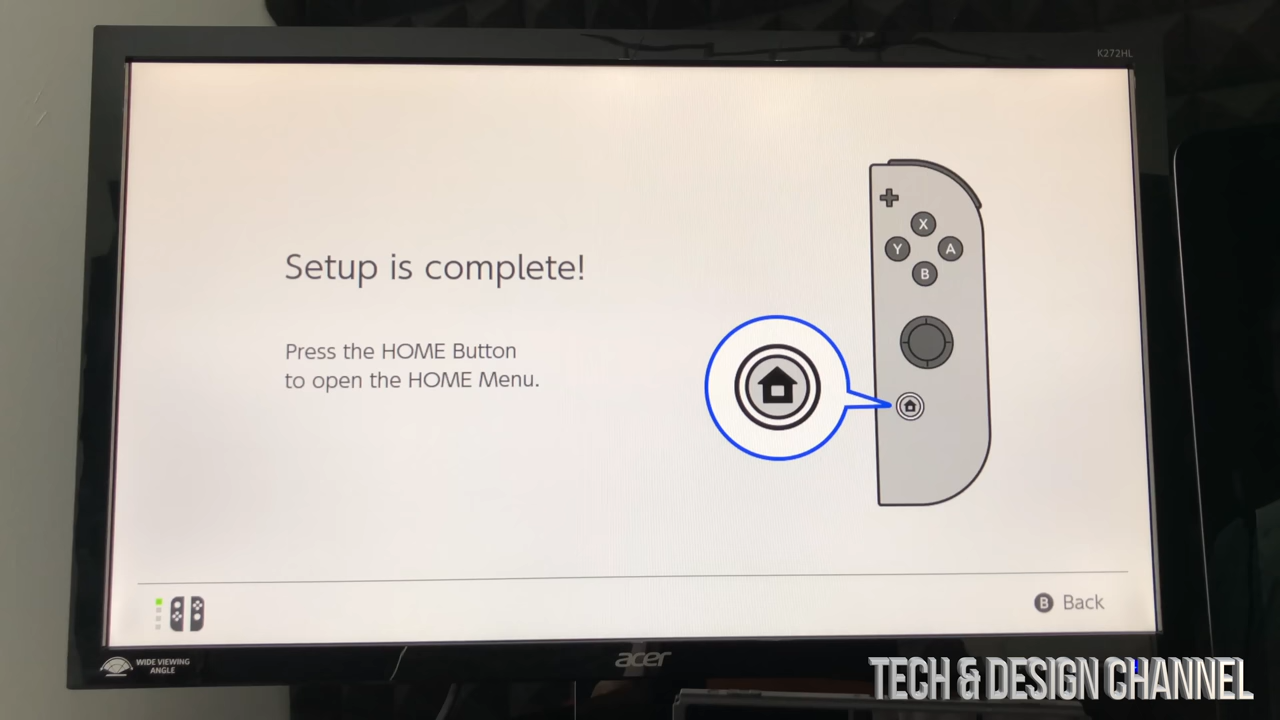 K272HL
Setup is complete!
Press the HOME Button
to open the HOME Menu.
X
Y
A
B
B Back
WIDE VIEWING
ANGLE
acer
TECH & DESIGN CHANNEL